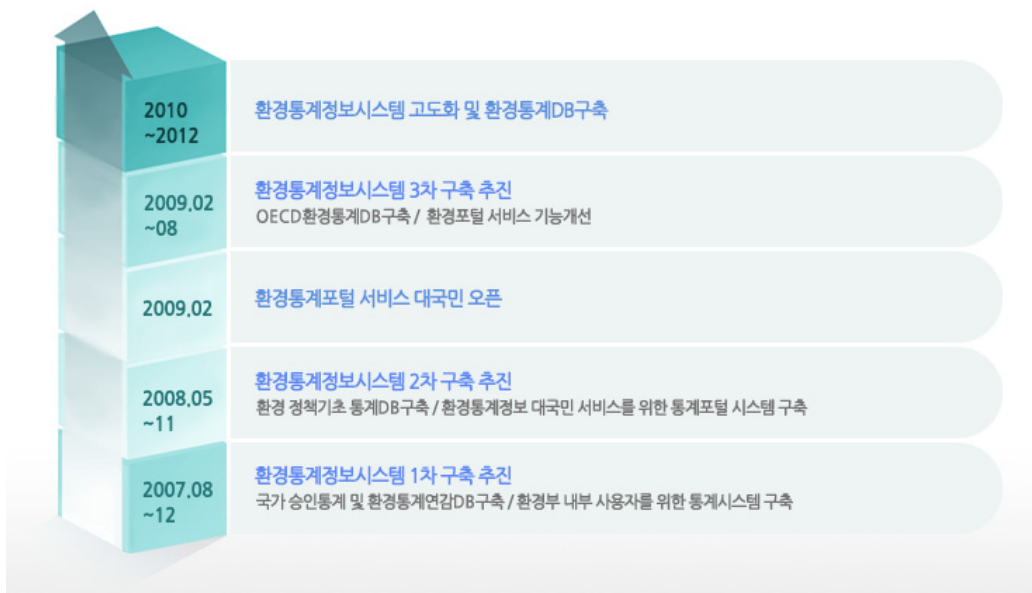 2010
~2012
환경통계정보시스템 고도화 및 환경통계DB구축
2009.02
~08
환경통계정보시스템 3차 구축 추진
OECD환경통계DB구축 / 환경포털 서비스 기능개선
2009.02
환경통계포털 서비스 대국민 오픈
2008.05
~11
환경통계정보시스템 2차 구축 추진
환경 정책기초 통계DB구축 / 환경통계정보 대국민 서비스를 위한 통계포털 시스템 구축
2007.08
~12
환경통계정보시스템 1차 구축 추진
국가 승인통계 및 환경통계연감DB구축 / 환경부 내부 사용자를 위한 통계시스템 구축